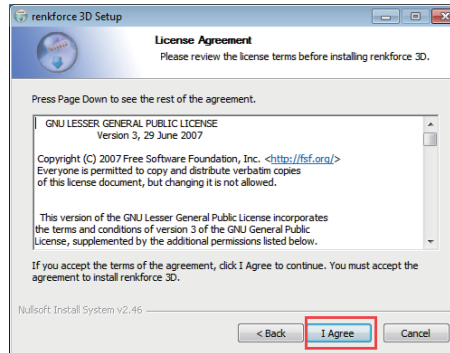 renkforce 3D Setup
License Agreement
Please review the license terms before installing renkforce 3D.
Press Page Down to see the rest of the agreement.
GNU LESSER GENERAL PUBLIC LICENSE
Version 3, 29 June 2007
Copyright (C) 2007 Free Software Foundation, Inc. <http://fsf.org/>
Everyone is permitted to copy and distribute verbatim copies
of this license document, but changing it is not allowed.
This version of the GNU Lesser General Public License incorporates
the terms and conditions of version 3 of the GNU General Public
License, supplemented by the additional permissions listed below.
If you accept the terms of the agreement, click I Agree to continue. You must accept the
agreement to install renkforce 3D.
Nullsoft Install System v2.46
< Back I Agree Cancel